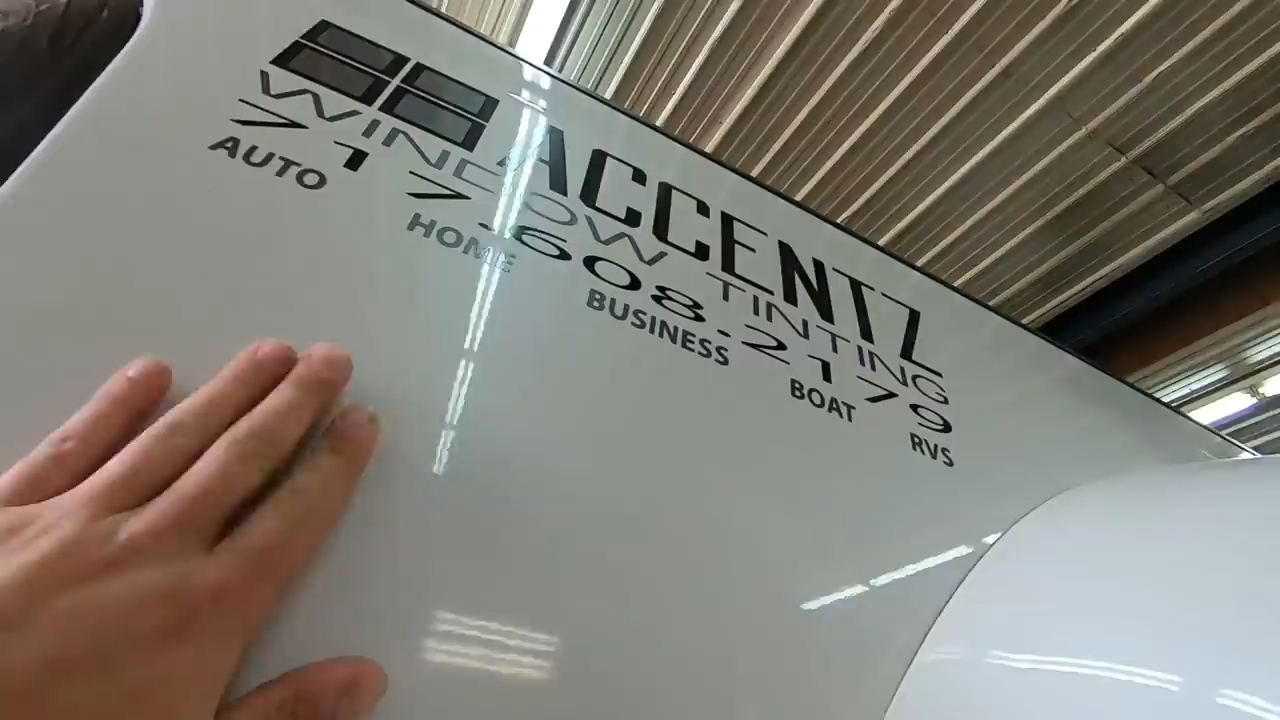 ACCENTZ
WINDOW TINTING
717.608.2179
AUTO HOME BUSINESS BOAT RVS